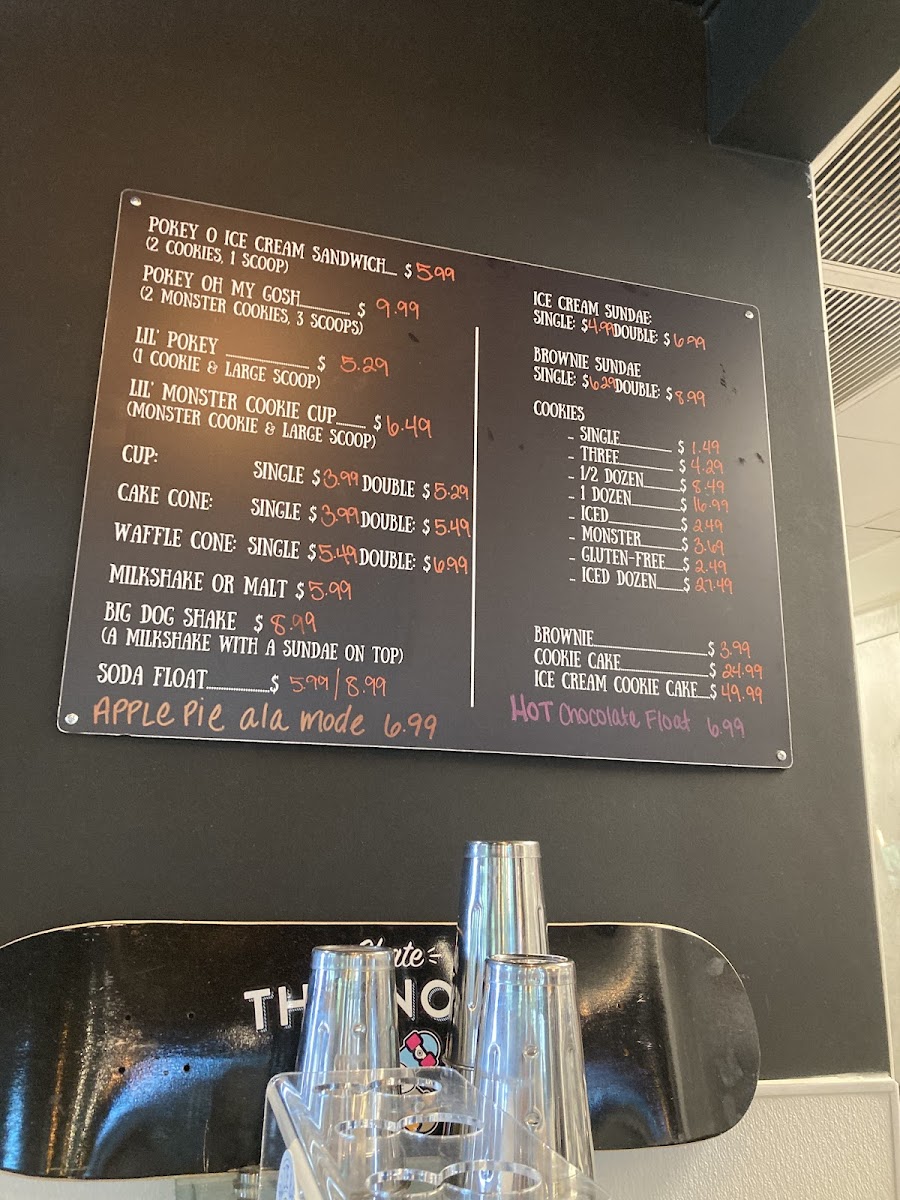 POKEY O ICE CREAM SANDWICH $5.99
(2 COOKIES, 1 SCOOP)
POKEY OH MY GOSH $ 9.99
(2 MONSTER COOKIES, 3 SCOOPS)
LIL' POKEY $ 5.29
(1 COOKIE & LARGE SCOOP)
LIL' MONSTER COOKIE CUP $6.49
(MONSTER COOKIE & LARGE SCOOP)
CUP: SINGLE $3.99 DOUBLE $5.29
CAKE CONE: SINGLE $3.99 DOUBLE: $5.49
WAFFLE CONE: SINGLE $5.49 DOUBLE: $6.99
MILKSHAKE OR MALT $5.99
BIG DOG SHAKE $8.99
(A MILKSHAKE WITH A SUNDAE ON TOP)
SODA FLOAT $ 5.99/8.99
APPLE Pie ala mode 6.99
ICE CREAM SUNDAE:
SINGLE: $4.99 DOUBLE: $6.99
BROWNIE SUNDAE
SINGLE: $6.29 DOUBLE: $8.99
COOKIES
- SINGLE $ 1.49
- THREE $ 4.29
- 1/2 DOZEN $ 8.49
- 1 DOZEN $ 16.99
- ICED $ 2.49
- MONSTER $ 3.69
- GLUTEN-FREE $ 2.49
- ICED DOZEN $ 27.49
BROWNIE $ 3.99
COOKIE CAKE $ 24.99
ICE CREAM COOKIE CAKE $ 49.99
HOT Chocolate Float 6.99